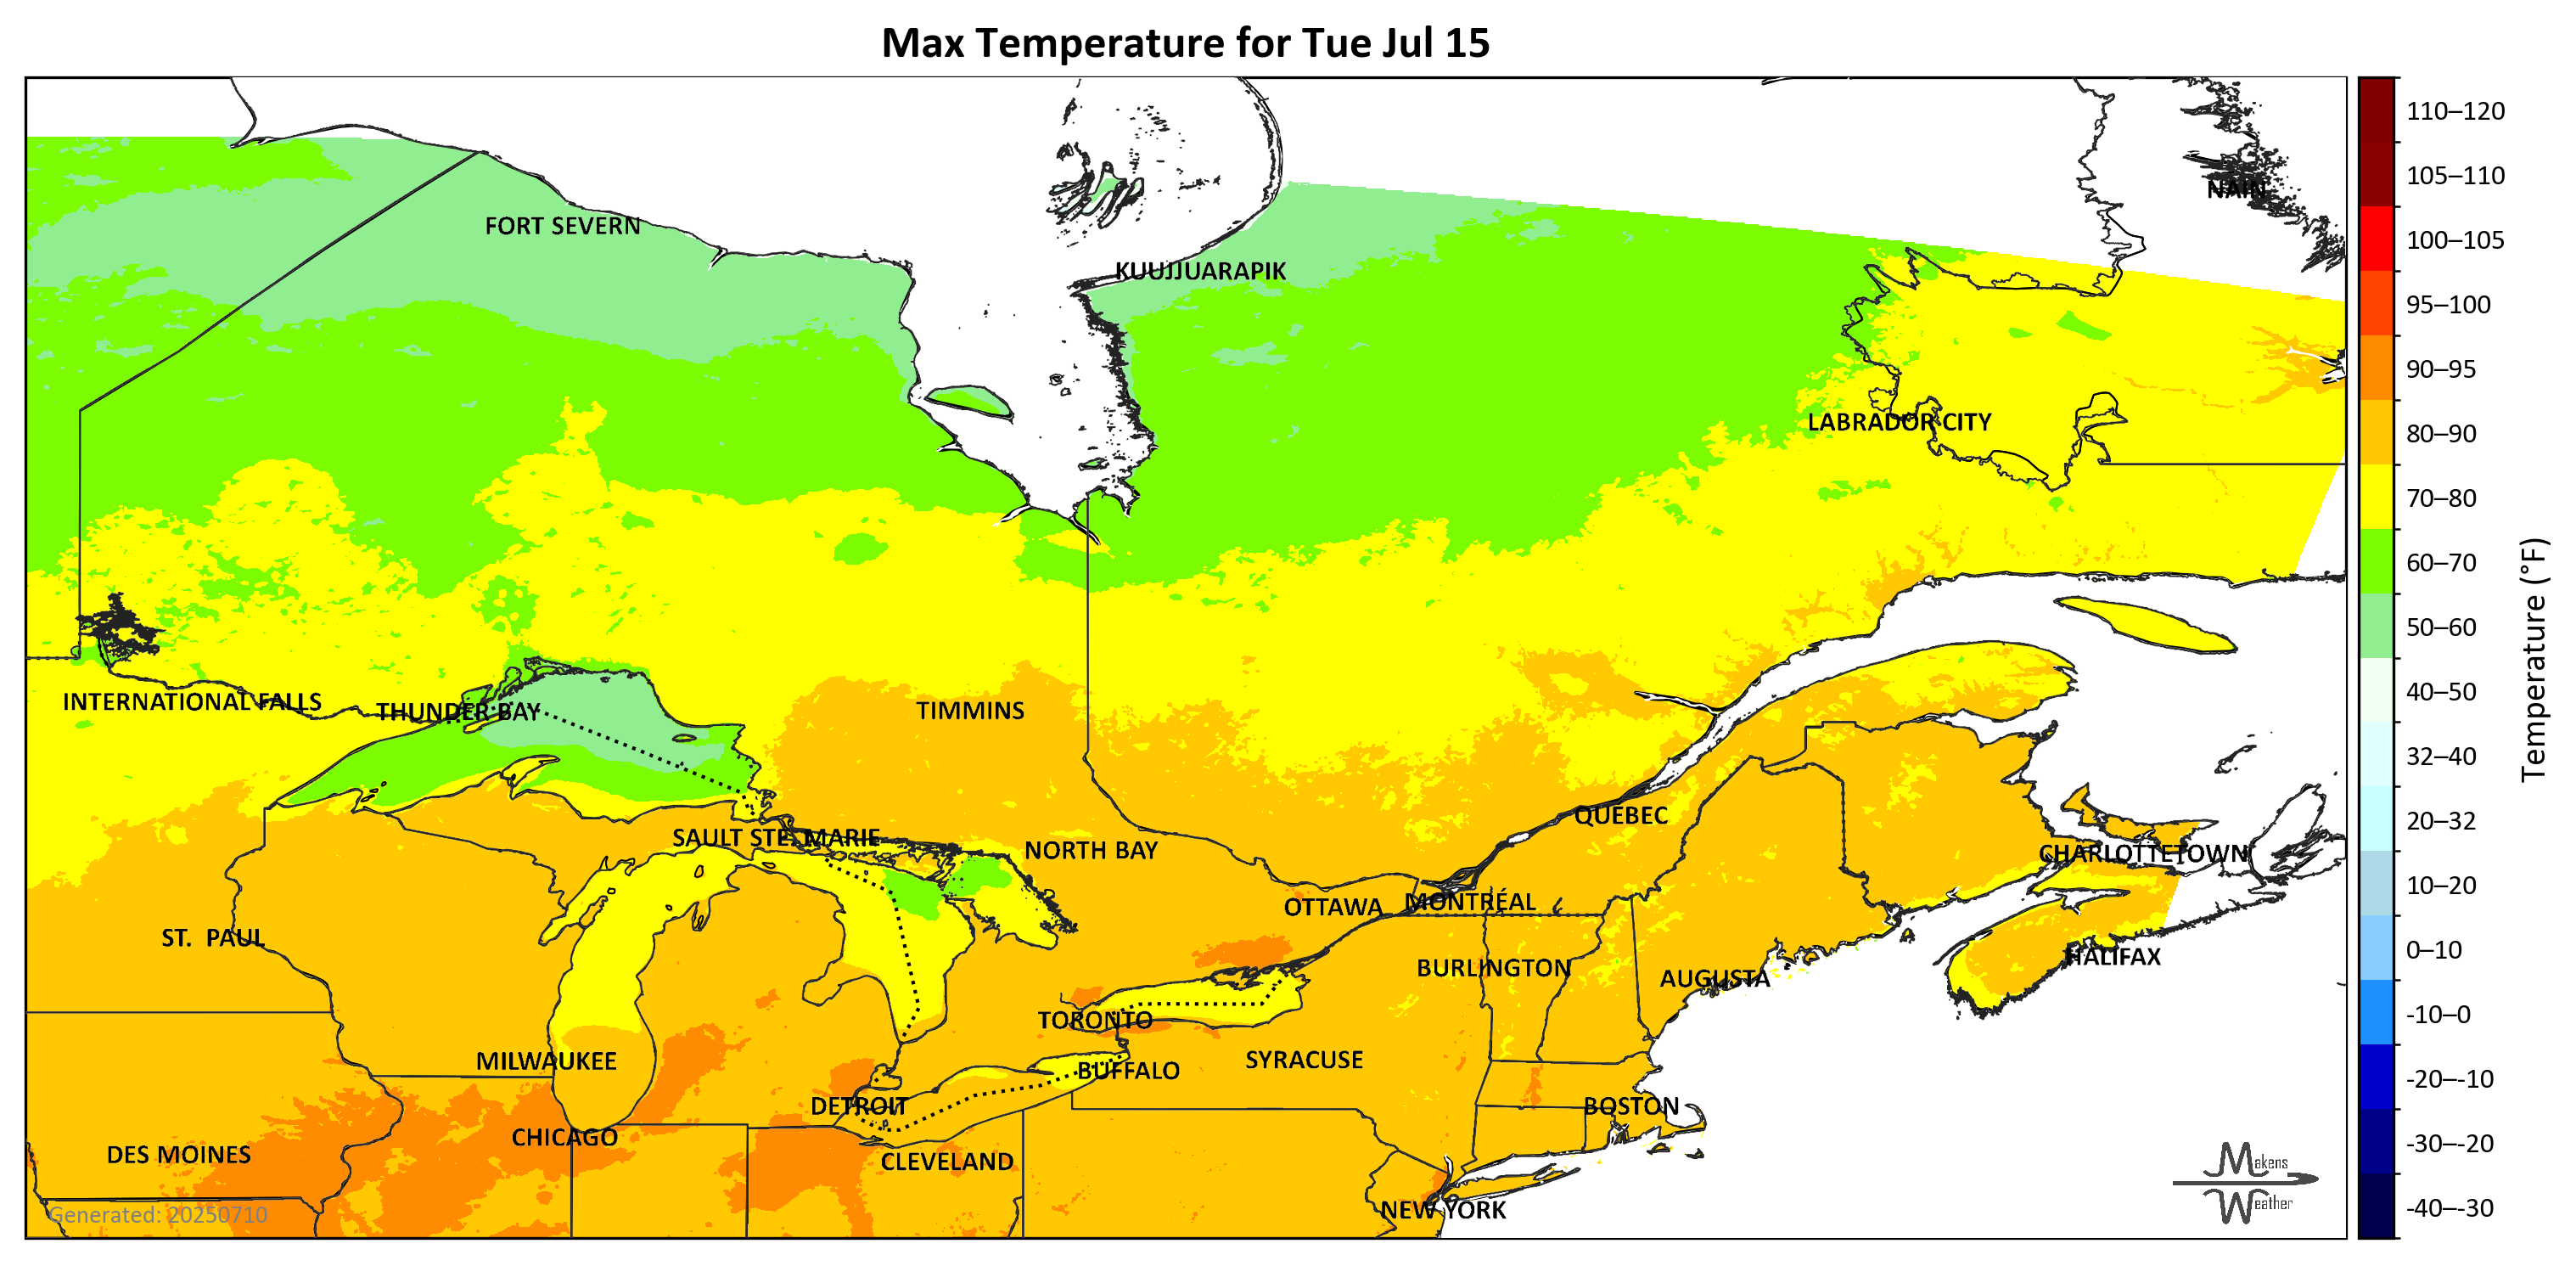 Max Temperature for Tue Jul 15
NAIN
FORT SEVERN
KUUJJUARAPIK
LABRADOR CITY
INTERNATIONAL FALLS
THUNDER BAY
TIMMINS
QUEBEC
SAULT STE. MARIE
NORTH BAY
CHARLOTTETOWN
OTTAWA
MONTRÉAL
ST. PAUL
HALIFAX
BURLINGTON
AUGUSTA
TORONTO
MILWAUKEE
SYRACUSE
BUFFALO
DETROIT
BOSTON
CHICAGO
DES MOINES
CLEVELAND
NEW YORK
Generated: 20250710
Makens
Weather
110–120
105–110
100–105
95–100
90–95
80–90
70–80
60–70
50–60
40–50
32–40
20–32
10–20
0–10
-10–0
-20–-10
-30–-20
-40–-30
Temperature (°F)